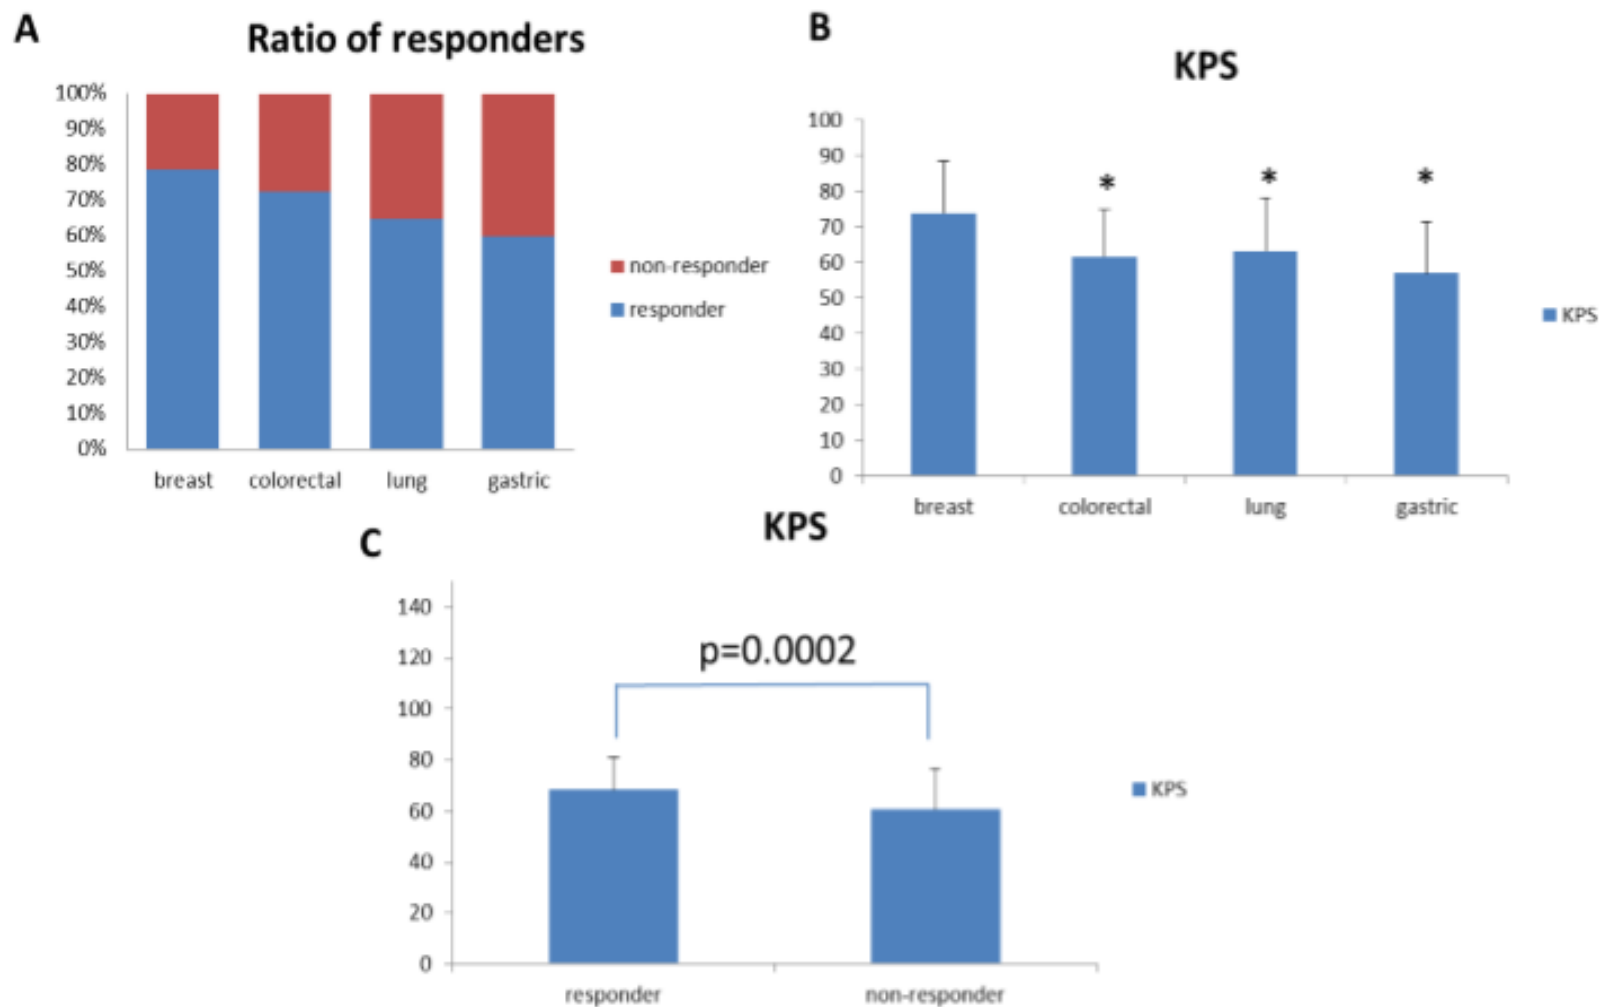 A
Ratio of responders
100%
90%
80%
70%
60%
50%
40%
30%
20%
10%
0%
breast colorectal lung gastric
non-responder
responder
B
KPS
100
90
80
70
60
50
40
30
20
10
0
* * *
breast colorectal lung gastric
KPS
C
KPS
140
120
100
80
60
40
20
0
p=0.0002
responder non-responder
KPS